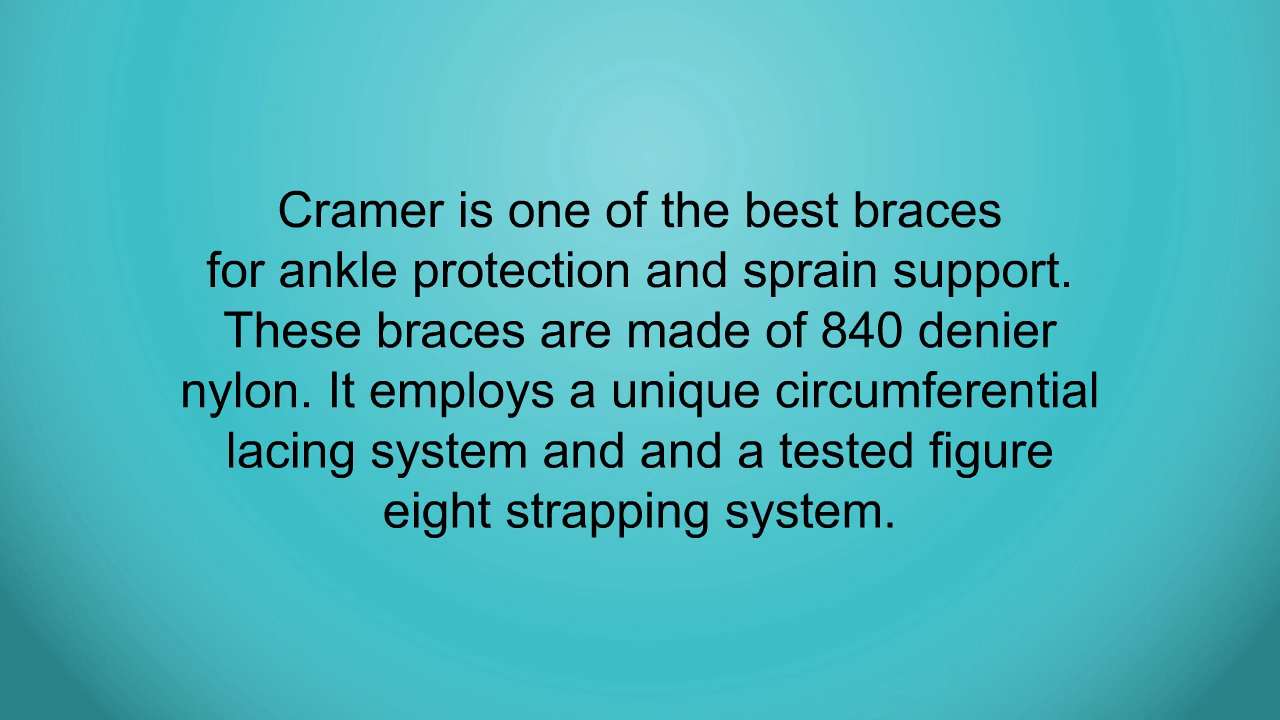 Cramer is one of the best braces
for ankle protection and sprain support.
These braces are made of 840 denier
nylon. It employs a unique circumferential
lacing system and and a tested figure
eight strapping system.